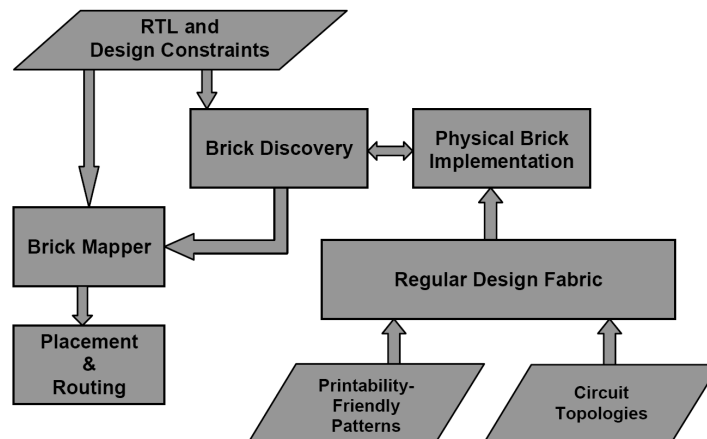 RTL and
Design Constraints
Brick Discovery
Physical Brick
Implementation
Brick Mapper
Regular Design Fabric
Placement
&
Routing
Printability-
Friendly
Patterns
Circuit
Topologies